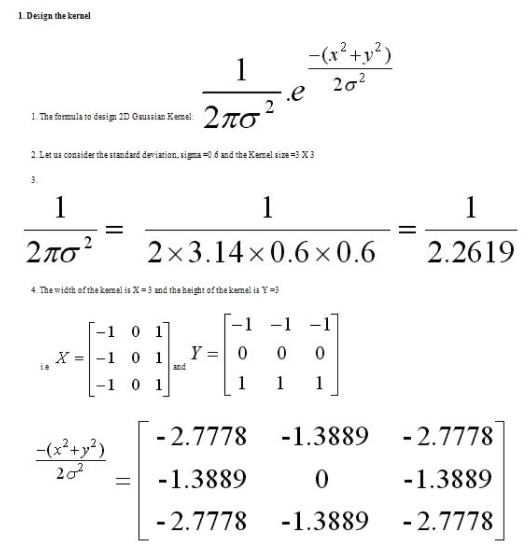 1. Design the kernel
1. The formula to design 2D Gaussian Kernel: 1/(2πσ²) .e^(−(x²+y²)/(2σ²))
2. Let us consider the standard deviation, sigma =0.6 and the Kernel size =3 X 3
3.
1/(2πσ²) = 1/(2×3.14×0.6×0.6) = 1/2.2619
4. The width of the kernel is X = 3 and the height of the kernel is Y =3
i.e X = [−1 0 1; −1 0 1; −1 0 1] and Y = [−1 −1 −1; 0 0 0; 1 1 1]
−(x²+y²)/(2σ²) =
- 2.7778 -1.3889 - 2.7778
-1.3889 0 -1.3889
- 2.7778 -1.3889 - 2.7778